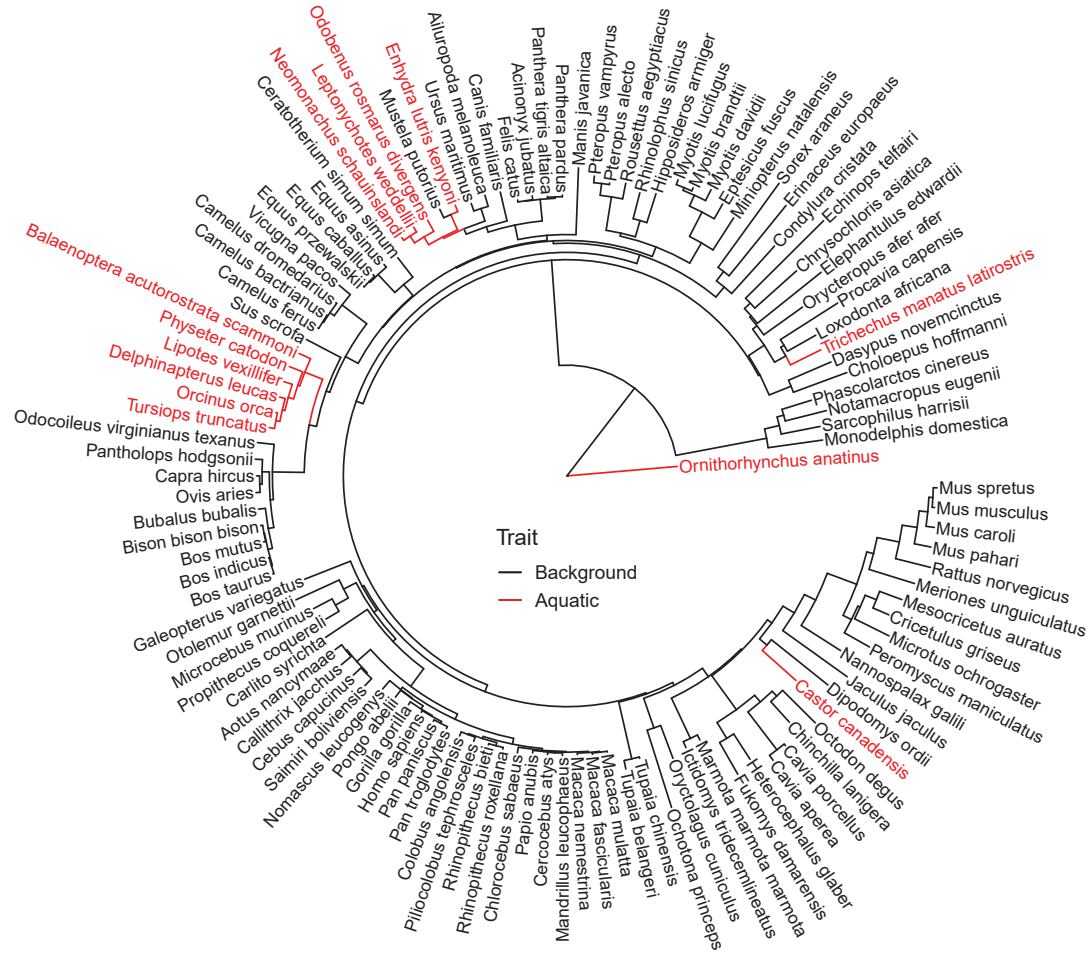 Odobenus rosmarus divergens
Leptonychotes weddellii
Neomonachus schauinslandi
Ceratotherium simum simum
Enhydra lutris kenyoni
Mustela putorius
Ailuropoda melanoleuca
Ursus maritimus
Canis familiaris
Felis catus
Acinonyx jubatus
Panthera tigris altaica
Panthera pardus
Manis javanica
Pteropus vampyrus
Pteropus alecto
Rousettus aegyptiacus
Rhinolophus sinicus
Hipposideros armiger
Myotis lucifugus
Myotis brandtii
Myotis davidii
Eptesicus fuscus
Miniopterus natalensis
Sorex araneus
Erinaceus europaeus
Condylura cristata
Echinops telfairi
Chrysochloris asiatica
Elephantulus edwardii
Orycteropus afer afer
Procavia capensis
Loxodonta africana
Trichechus manatus latirostris
Dasypus novemcinctus
Choloepus hoffmanni
Phascolarctos cinereus
Notamacropus eugenii
Sarcophilus harrisii
Monodelphis domestica
Ornithorhynchus anatinus
Equus asinus
Equus caballus
Equus przewalskii
Vicugna pacos
Camelus dromedarius
Camelus bactrianus
Camelus ferus
Sus scrofa
Balaenoptera acutorostrata scammoni
Physeter catodon
Lipotes vexillifer
Delphinapterus leucas
Orcinus orca
Tursiops truncatus
Odocoileus virginianus texanus
Pantholops hodgsonii
Capra hircus
Ovis aries
Bubalus bubalis
Bison bison bison
Bos mutus
Bos indicus
Bos taurus
Trait
Background
Aquatic
Galeopterus variegatus
Otolemur garnettii
Microcebus murinus
Propithecus coquereli
Carlito syrichta
Aotus nancymaae
Callithrix jacchus
Cebus capucinus
Saimiri boliviensis
Nomascus leucogenys
Pongo abelii
Gorilla gorilla
Homo sapiens
Pan paniscus
Pan troglodytes
Colobus angolensis
Piliocolobus tephrosceles
Rhinopithecus bieti
Rhinopithecus roxellana
Chlorocebus sabaeus
Papio anubis
Cercocebus atys
Manprillus leucophaeus
Macaca nemestrina
Macaca fascicularis
Macaca mulatta
Tupaia belangeri
Tupaia chinensis
Ochotona princeps
Oryctolagus cuniculus
Ictidomys tridecemlineatus
Marmota marmota marmota
Fukomys damarensis
Heterocephalus glaber
Cavia aperea
Cavia porcellus
Chinchilla lanigera
Octodon degus
Castor canadensis
Dipodomys ordii
Jaculus jaculus
Nannospalax galili
Peromyscus maniculatus
Microtus ochrogaster
Cricetulus griseus
Mesocricetus auratus
Meriones unguiculatus
Rattus norvegicus
Mus pahari
Mus caroli
Mus musculus
Mus spretus